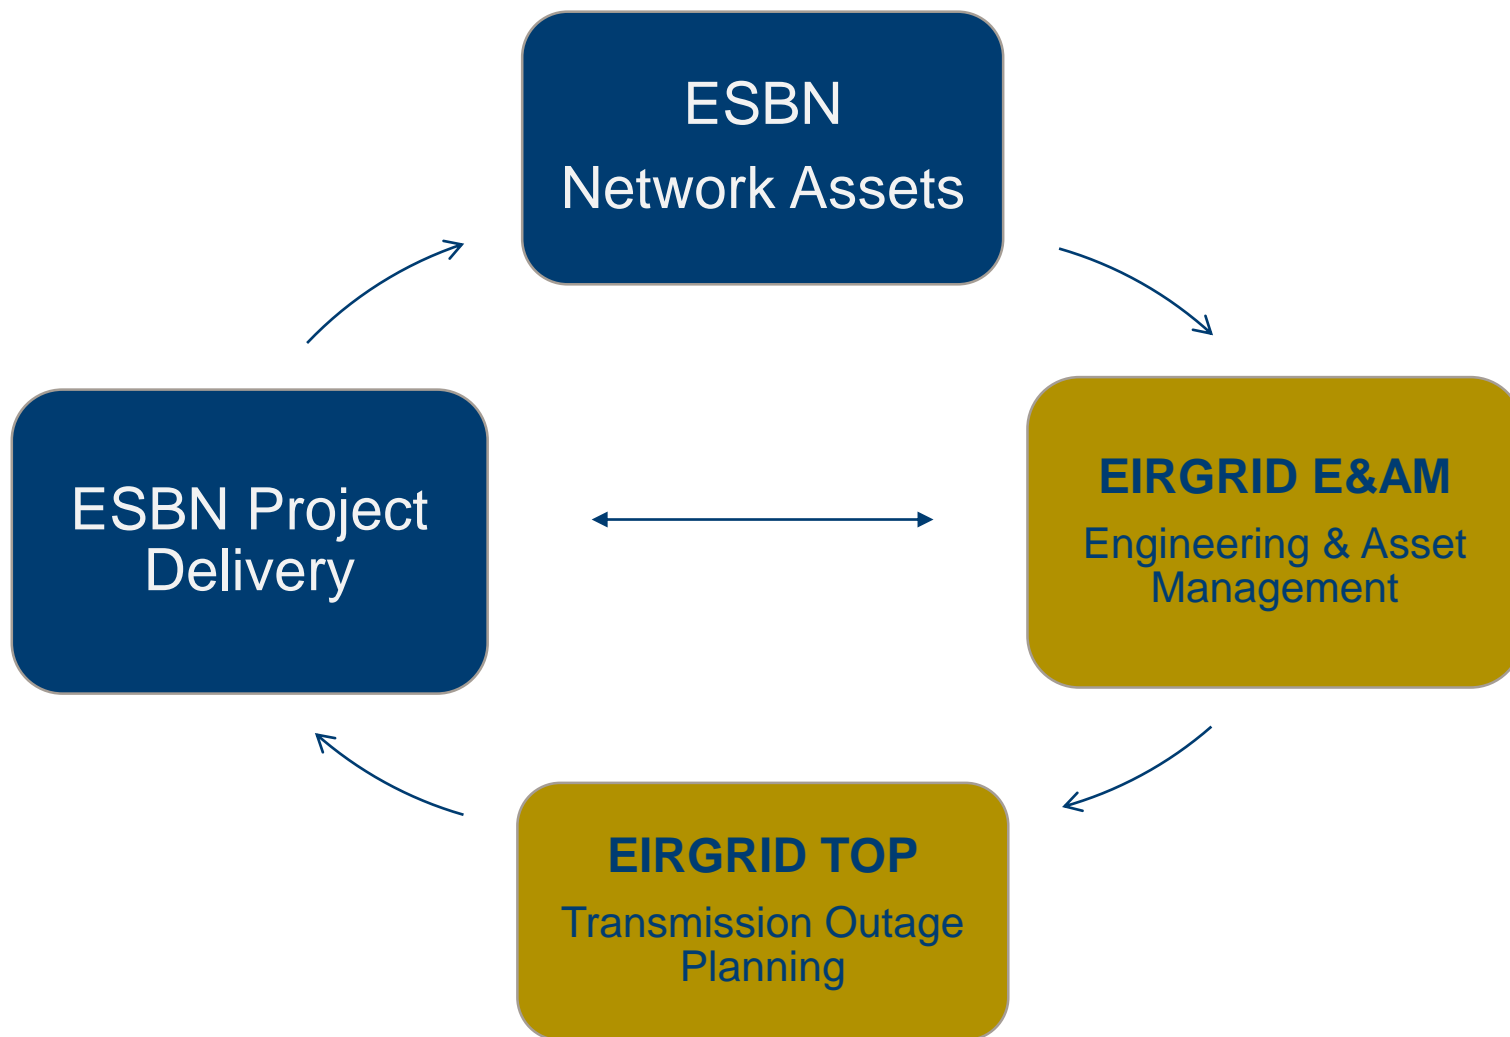 ESBN
Network Assets
ESBN Project
Delivery
EIRGRID E&AM
Engineering & Asset
Management
EIRGRID TOP
Transmission Outage
Planning